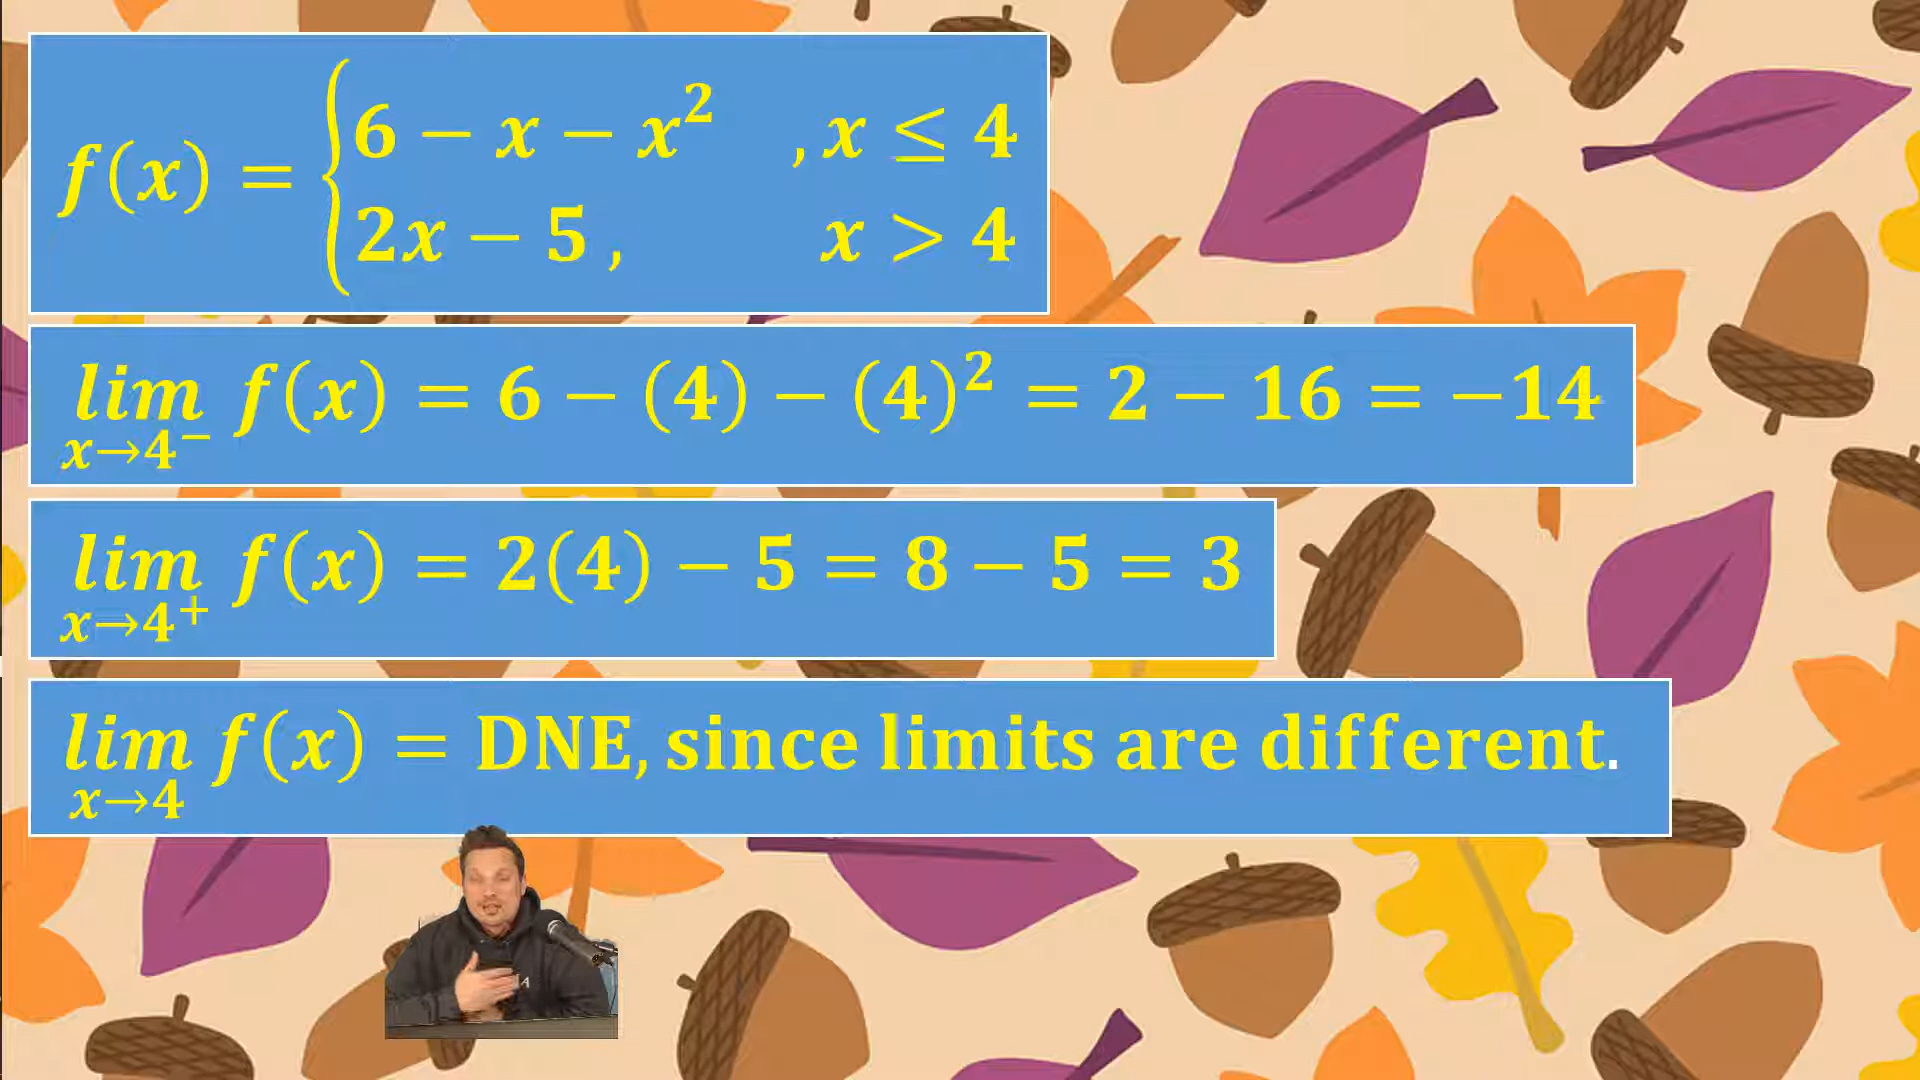 f(x) = { 6 − x − x² , x ≤ 4
2x − 5 , x > 4
lim x→4⁻ f(x) = 6 − (4) − (4)² = 2 − 16 = −14
lim x→4⁺ f(x) = 2(4) − 5 = 8 − 5 = 3
lim x→4 f(x) = DNE, since limits are different.